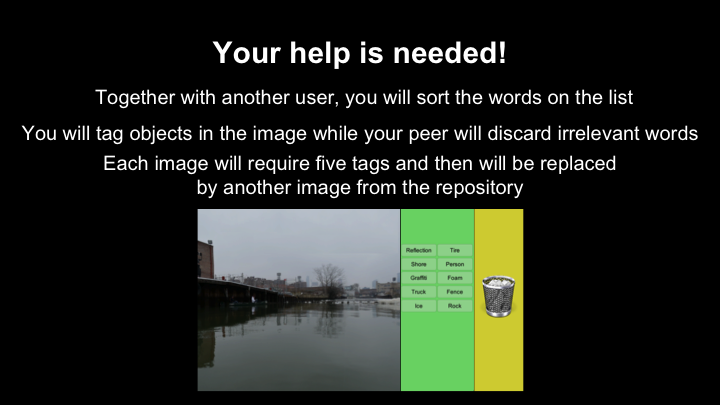 Your help is needed!
Together with another user, you will sort the words on the list
You will tag objects in the image while your peer will discard irrelevant words
Each image will require five tags and then will be replaced
by another image from the repository
Reflection Tire
Shore Person
Graffiti Foam
Truck Fence
Ice Rock